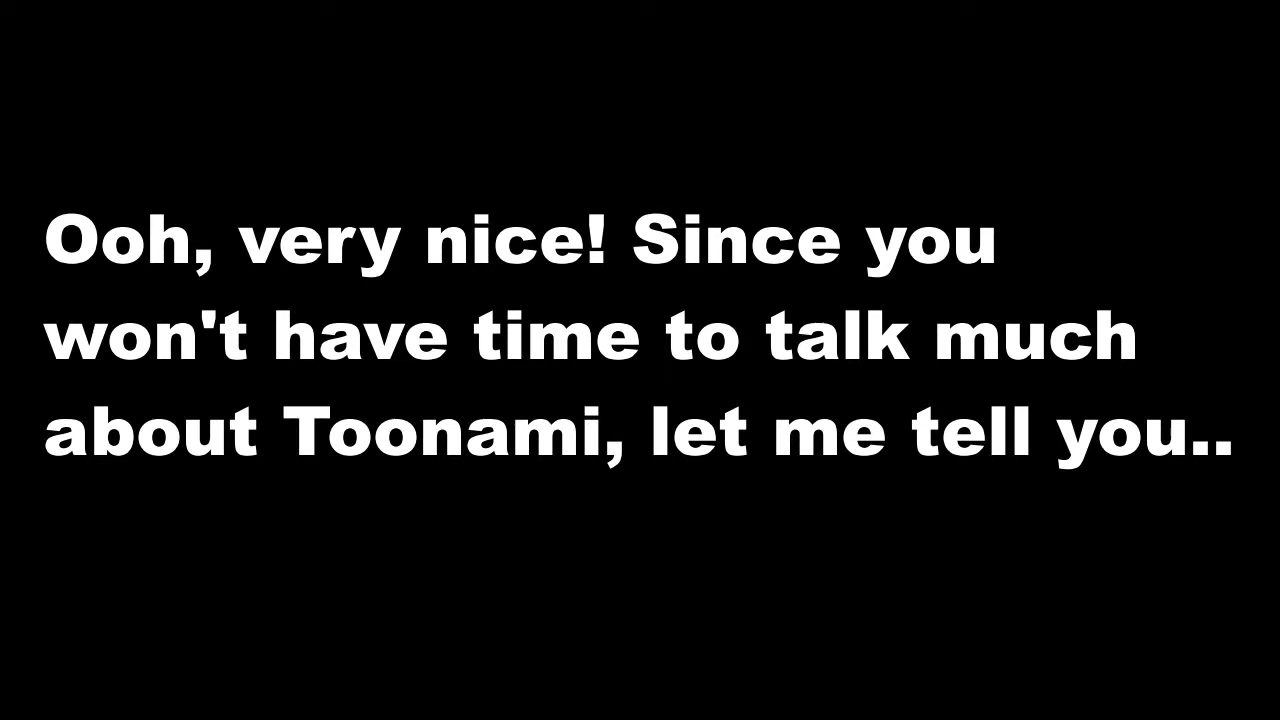 Ooh, very nice! Since you
won't have time to talk much
about Toonami, let me tell you..